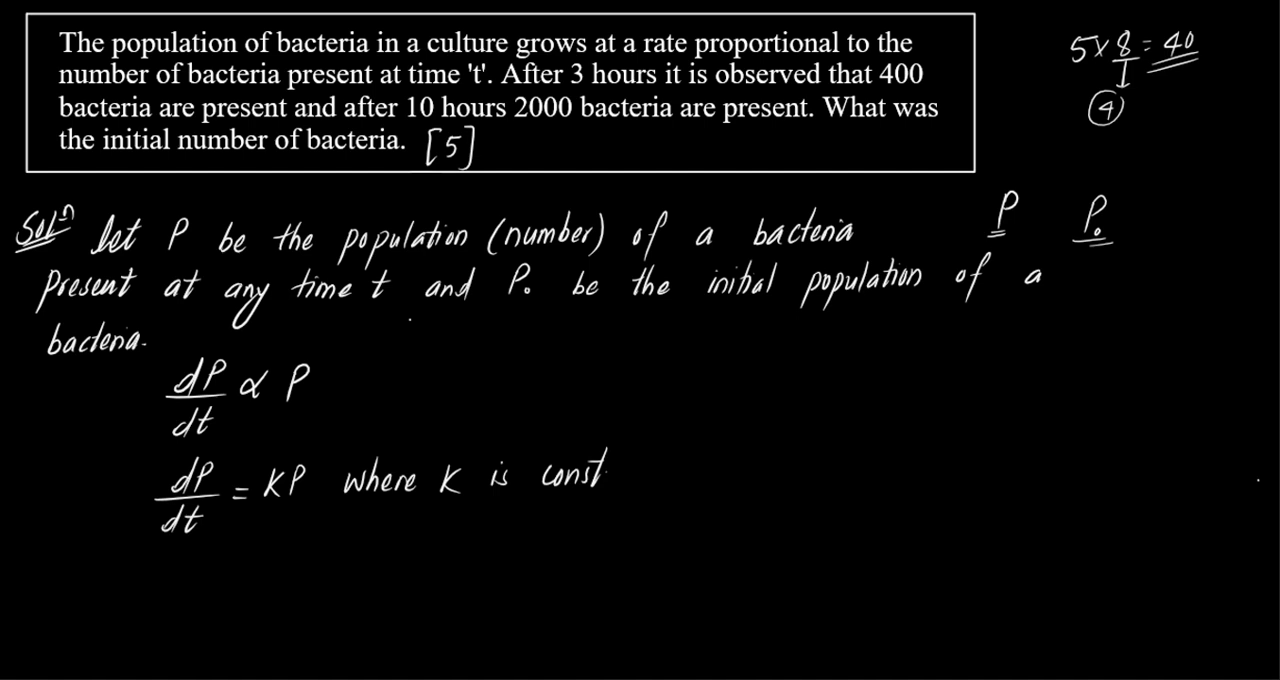 The population of bacteria in a culture grows at a rate proportional to the
number of bacteria present at time 't'. After 3 hours it is observed that 400
bacteria are present and after 10 hours 2000 bacteria are present. What was
the initial number of bacteria. [5]
5 × 8 = 40
4
Solⁿ let P be the population (number) of a bacteria
P P₀
Present at any time t and P₀ be the initial population of a
bacteria.
dP/dt ∝ P
dP/dt = KP where K is const